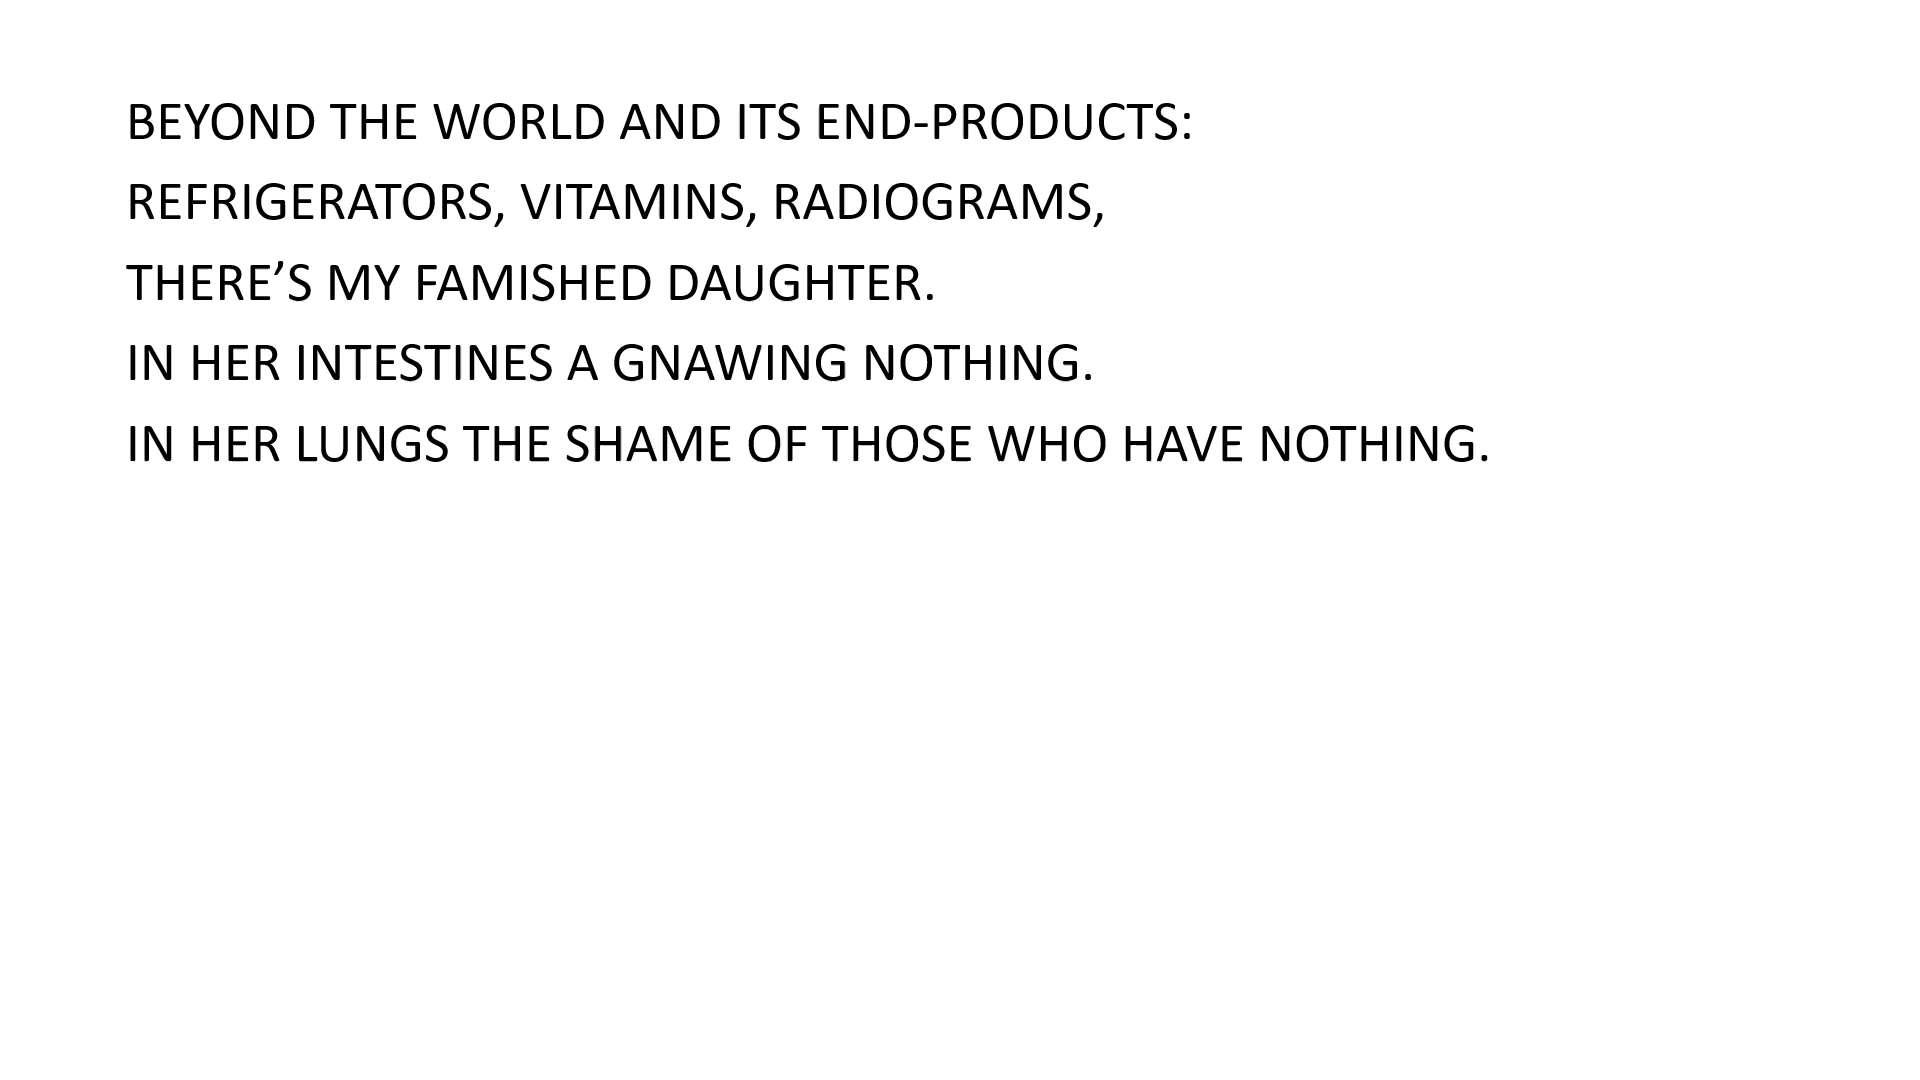 BEYOND THE WORLD AND ITS END-PRODUCTS:
REFRIGERATORS, VITAMINS, RADIOGRAMS,
THERE’S MY FAMISHED DAUGHTER.
IN HER INTESTINES A GNAWING NOTHING.
IN HER LUNGS THE SHAME OF THOSE WHO HAVE NOTHING.